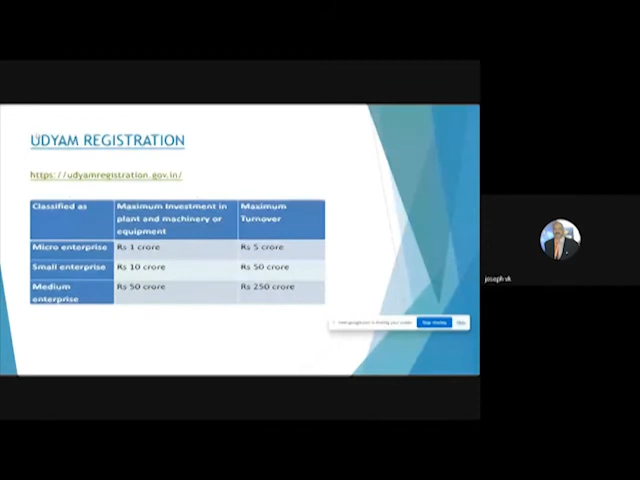 UDYAM REGISTRATION
https://udyamregistration.gov.in/
Classified as
Maximum Investment in
plant and machinery or
equipment
Maximum
Turnover
Micro enterprise
Rs 1 crore
Rs 5 crore
Small enterprise
Rs 10 crore
Rs 50 crore
Medium
enterprise
Rs 50 crore
Rs 250 crore
Stop sharing
Hide
joseph vk